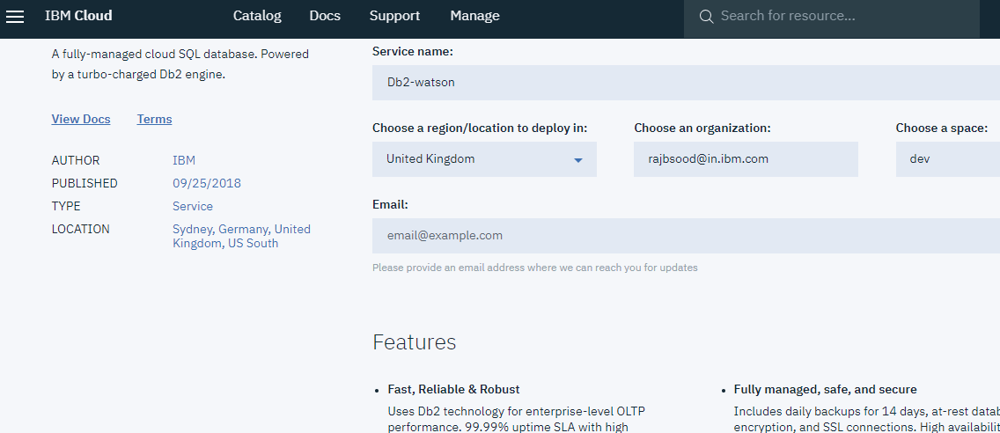 IBM Cloud Catalog Docs Support Manage Search for resource...
A fully-managed cloud SQL database. Powered
by a turbo-charged Db2 engine.
View Docs Terms
AUTHOR IBM
PUBLISHED 09/25/2018
TYPE Service
LOCATION Sydney, Germany, United
Kingdom, US South
Service name:
Db2-watson
Choose a region/location to deploy in: Choose an organization: Choose a space:
United Kingdom rajbsood@in.ibm.com dev
Email:
email@example.com
Please provide an email address where we can reach you for updates
Features
• Fast, Reliable & Robust
Uses Db2 technology for enterprise-level OLTP
performance. 99.99% uptime SLA with high
• Fully managed, safe, and secure
Includes daily backups for 14 days, at-rest
encryption, and SSL connections. High